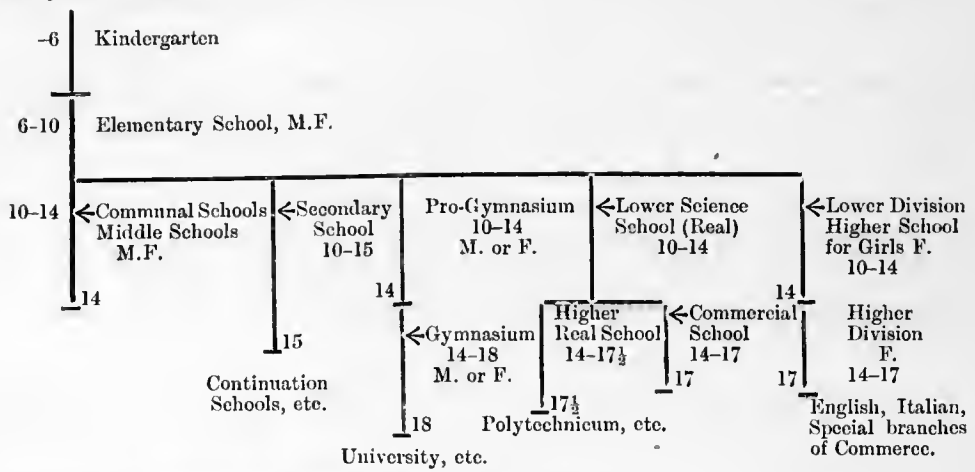 –6 Kindergarten
6–10 Elementary School, M.F.
10–14
←Communal Schools
Middle Schools
M.F.
14
←Secondary
School
10–15
15
Continuation
Schools, etc.
Pro-Gymnasium
10–14
M. or F.
14
←Gymnasium
14–18
M. or F.
18
University, etc.
←Lower Science
School (Real)
10–14
Higher
Real School
14–17½
17½
Polytechnicum, etc.
←Commercial
School
14–17
17
←Lower Division
Higher School
for Girls F.
10–14
14
Higher
Division
F.
14–17
17
English, Italian,
Special branches
of Commerce.